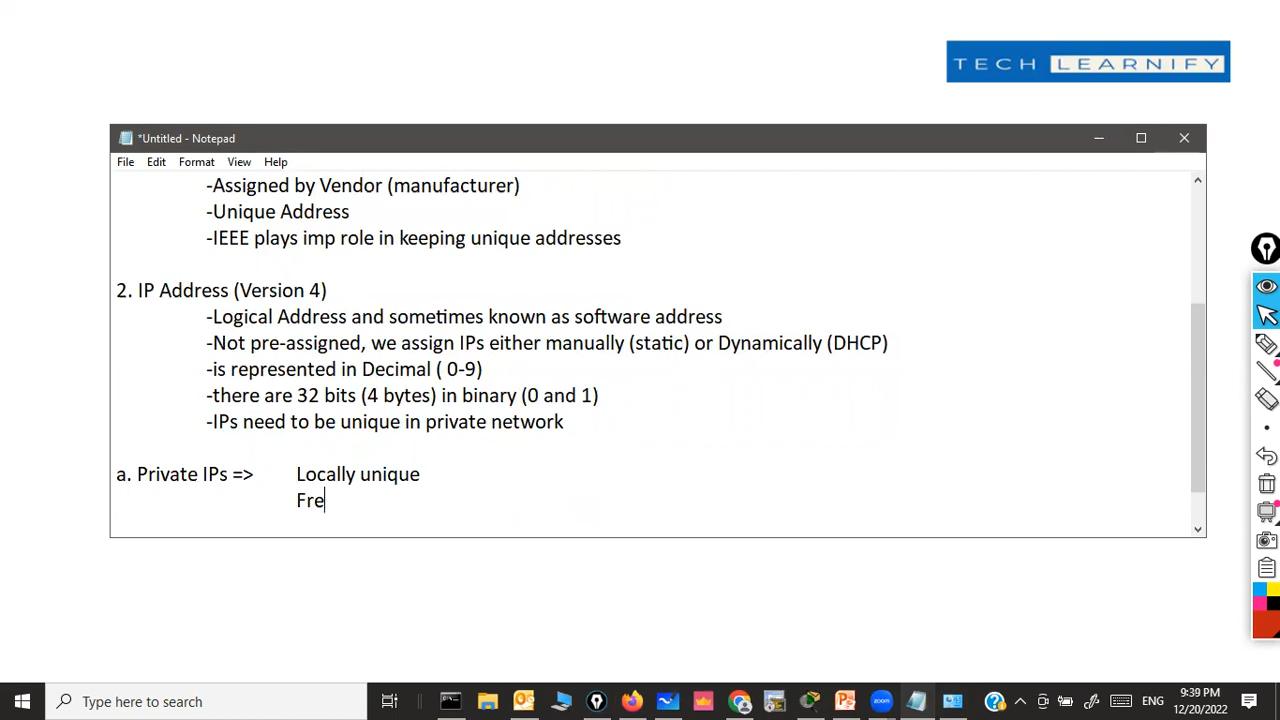 TECH LEARNIFY
*Untitled - Notepad
File Edit Format View Help
-Assigned by Vendor (manufacturer)
-Unique Address
-IEEE plays imp role in keeping unique addresses
2. IP Address (Version 4)
-Logical Address and sometimes known as software address
-Not pre-assigned, we assign IPs either manually (static) or Dynamically (DHCP)
-is represented in Decimal ( 0-9)
-there are 32 bits (4 bytes) in binary (0 and 1)
-IPs need to be unique in private network
a. Private IPs => Locally unique
Fre
Type here to search
zoom
ENG
9:39 PM
12/20/2022